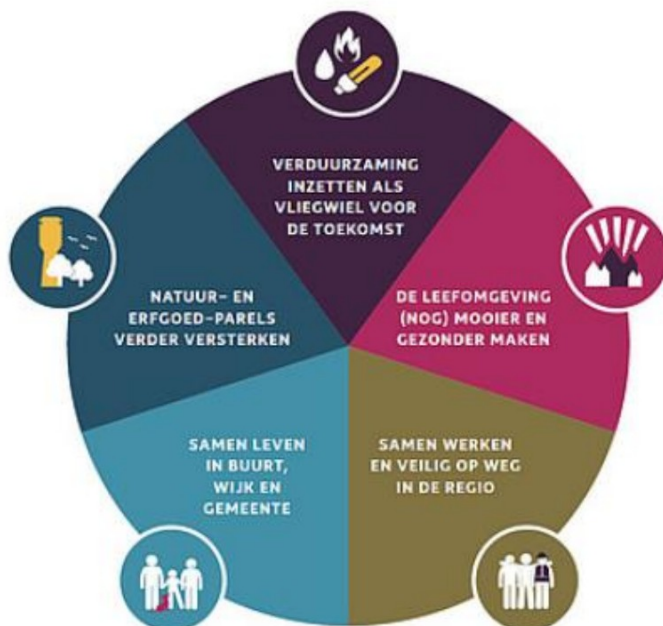 VERDUURZAMING
INZETTEN ALS
VLIEGWIEL VOOR
DE TOEKOMST
DE LEEFOMGEVING
(NOG) MOOIER EN
GEZONDER MAKEN
SAMEN WERKEN
EN VEILIG OP WEG
IN DE REGIO
SAMEN LEVEN
IN BUURT,
WIJK EN
GEMEENTE
NATUUR- EN
ERFGOED-PARELS
VERDER VERSTERKEN